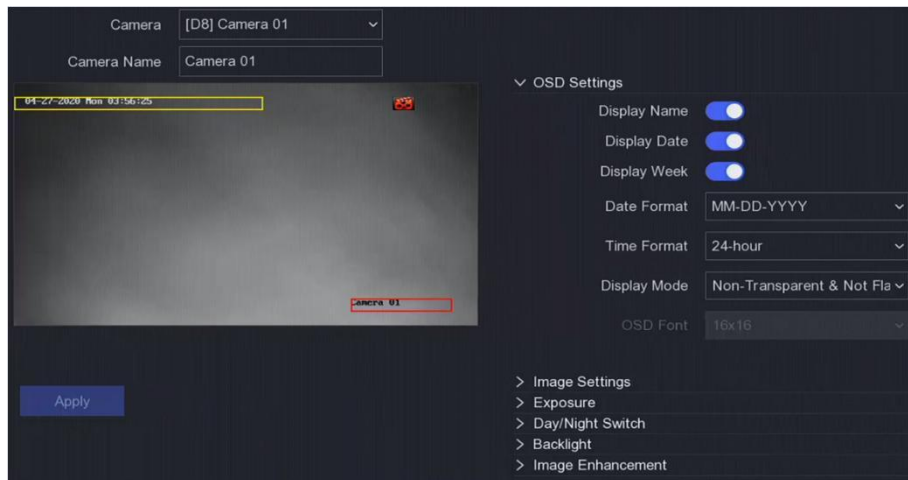 Camera [D8] Camera 01
Camera Name Camera 01
04-27-2020 Mon 03:56:25
Camera 01
Apply
OSD Settings
Display Name
Display Date
Display Week
Date Format MM-DD-YYYY
Time Format 24-hour
Display Mode Non-Transparent & Not Fla
OSD Font 16x16
Image Settings
Exposure
Day/Night Switch
Backlight
Image Enhancement